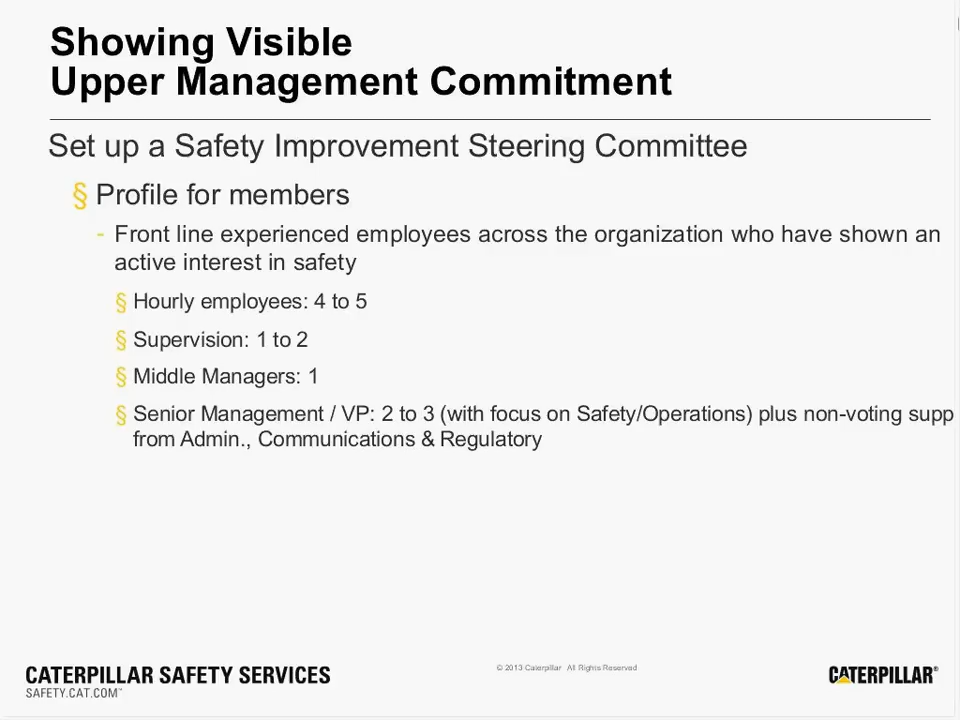 Showing Visible
Upper Management Commitment
Set up a Safety Improvement Steering Committee
§ Profile for members
- Front line experienced employees across the organization who have shown an
active interest in safety
§ Hourly employees: 4 to 5
§ Supervision: 1 to 2
§ Middle Managers: 1
§ Senior Management / VP: 2 to 3 (with focus on Safety/Operations) plus non-voting supp
from Admin., Communications & Regulatory
CATERPILLAR SAFETY SERVICES
SAFETY.CAT.COM™
© 2013 Caterpillar All Rights Reserved
CATERPILLAR®